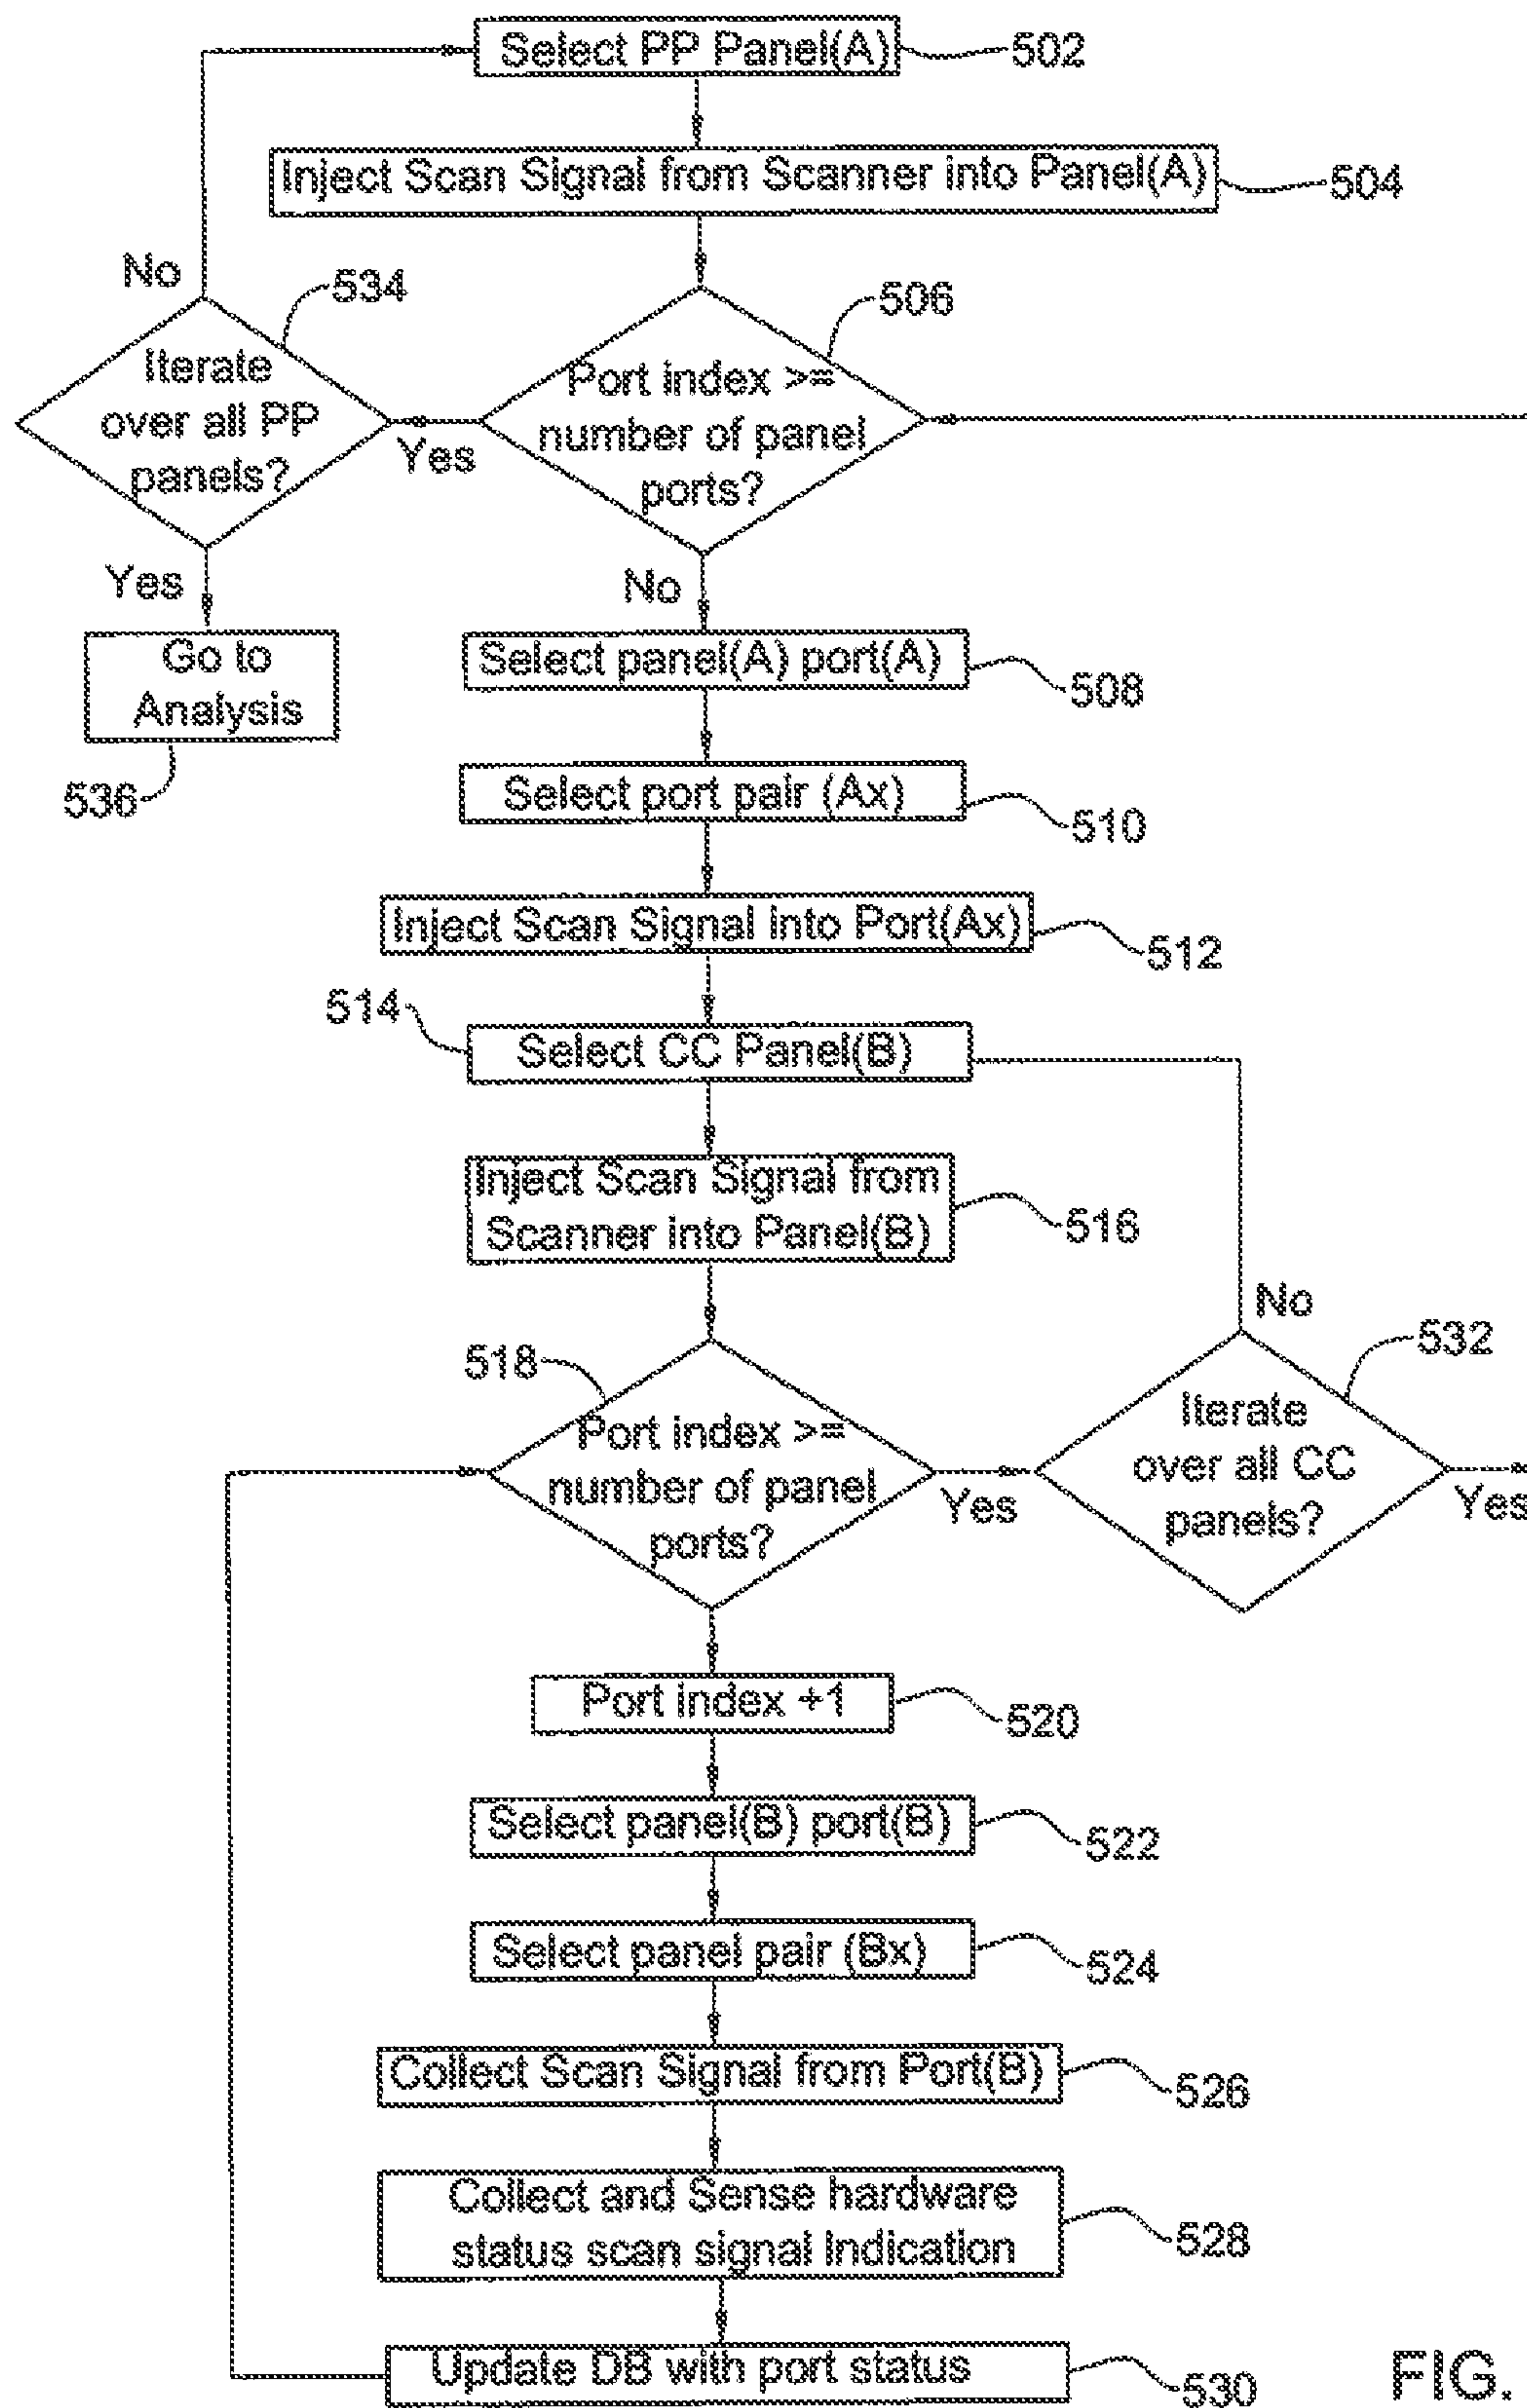 Select PP Panel(A)
502
Inject Scan Signal from Scanner into Panel(A)
504
No
534
506
Iterate
over all PP
panels?
Yes
Port index >=
number of panel
ports?
Yes
No
Go to
Analysis
536
Select panel(A) port(A)
508
Select port pair (Ax)
510
Inject Scan Signal into Port(Ax)
512
514
Select CC Panel(B)
Inject Scan Signal from
Scanner into Panel(B)
516
No
518
532
Port index >=
number of panel
ports?
Yes
Iterate
over all CC
panels?
Yes
Port index +1
520
Select panel(B) port(B)
522
Select panel pair (Bx)
524
Collect Scan Signal from Port(B)
526
Collect and Sense hardware
status scan signal Indication
528
Update DB with port status
530
FIG.